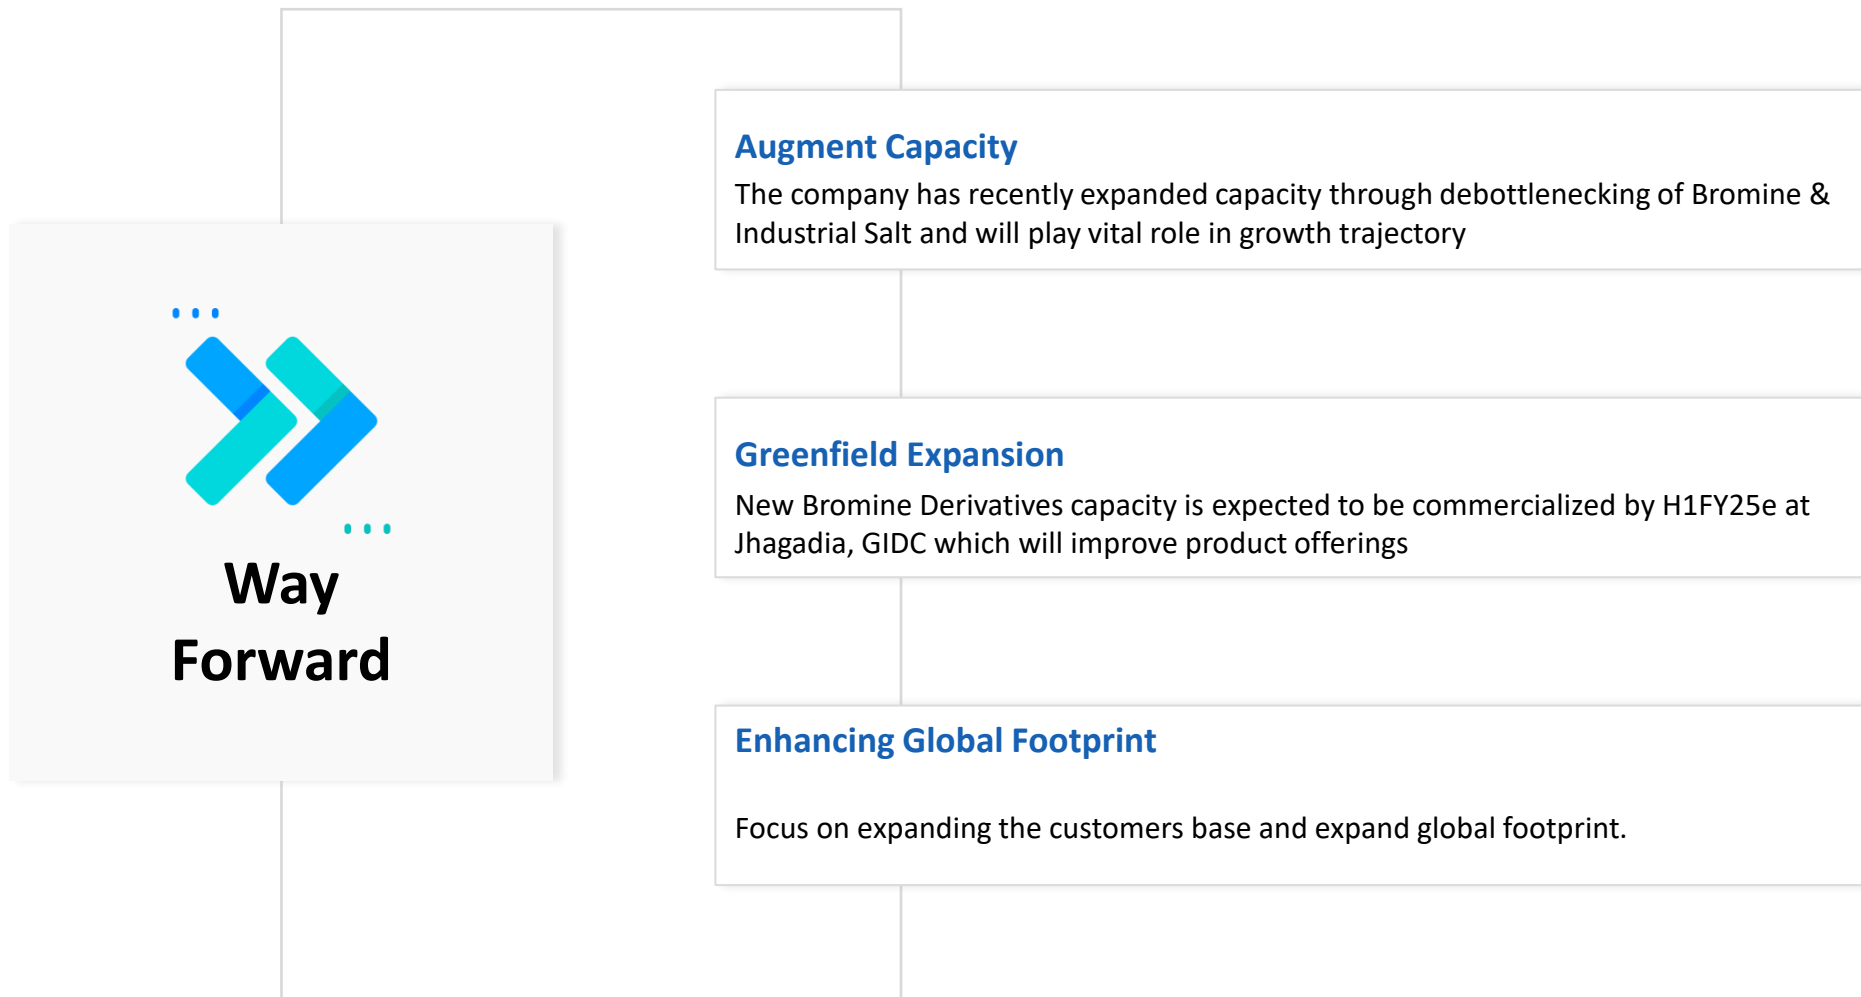 Way
Forward
Augment Capacity
The company has recently expanded capacity through debottlenecking of Bromine &
Industrial Salt and will play vital role in growth trajectory
Greenfield Expansion
New Bromine Derivatives capacity is expected to be commercialized by H1FY25e at
Jhagadia, GIDC which will improve product offerings
Enhancing Global Footprint
Focus on expanding the customers base and expand global footprint.